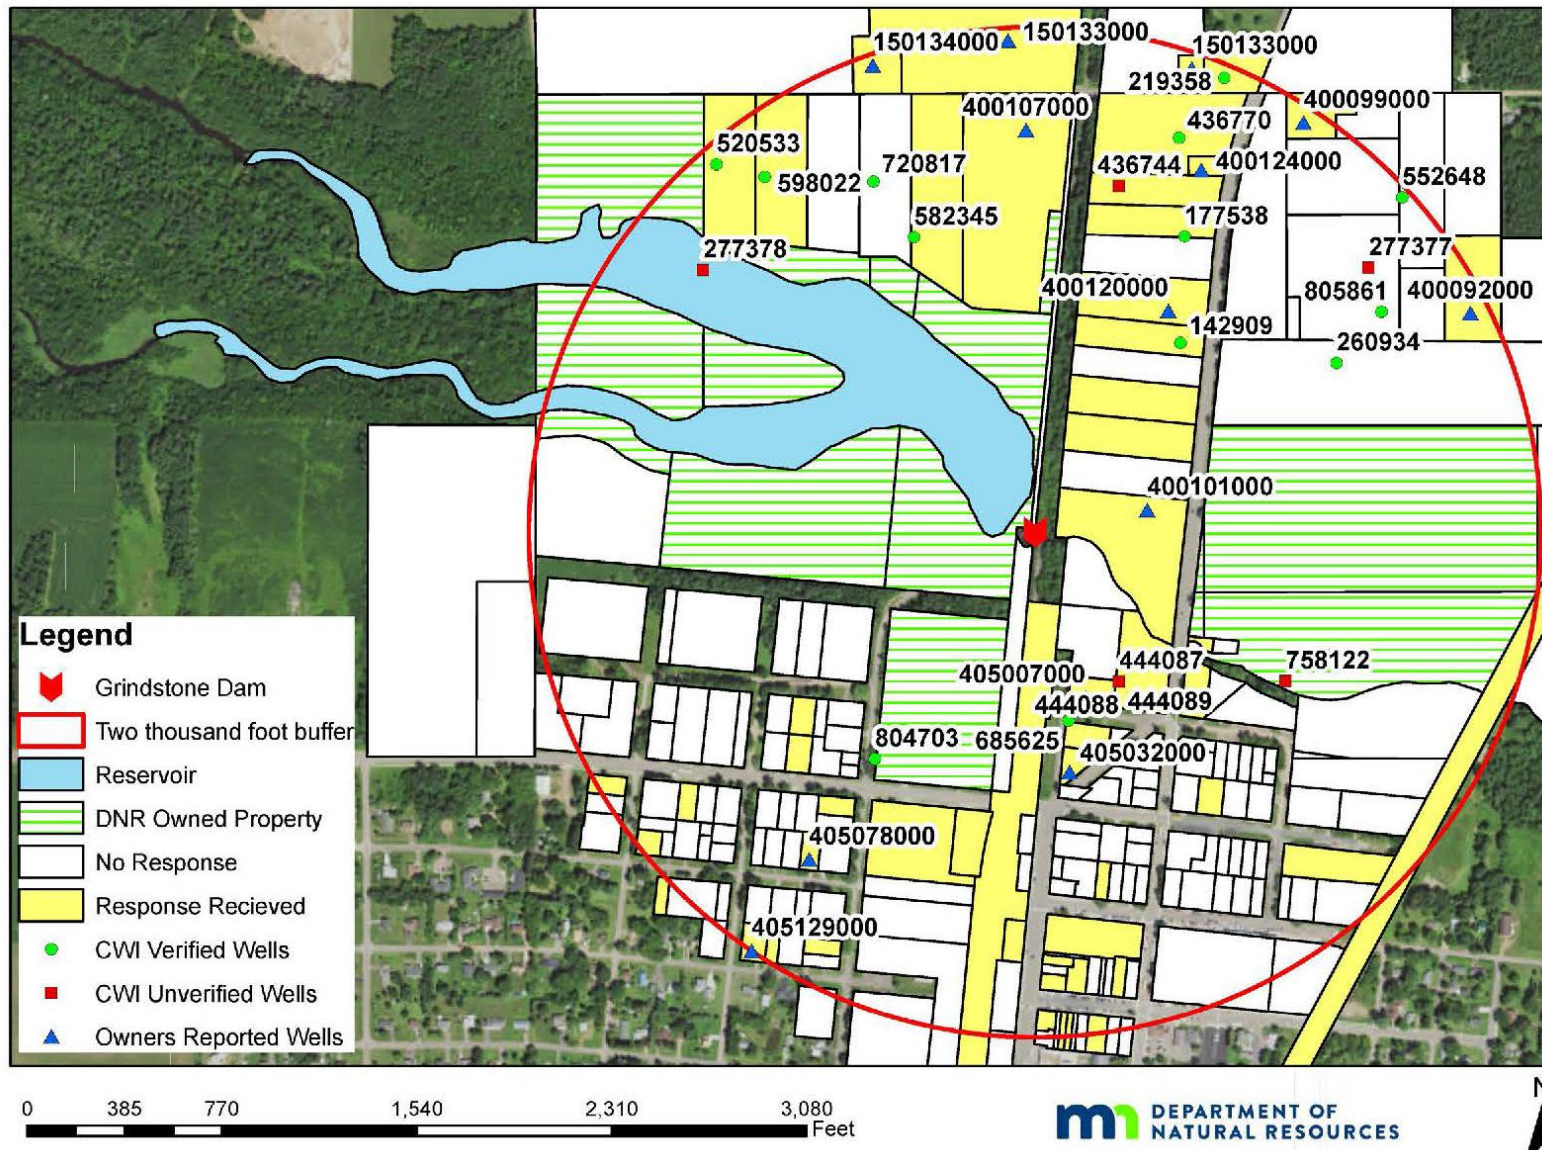 150134000
150133000
150133000
219358
400107000
400099000
436770
520533
436744
400124000
598022
720817
552648
582345
177538
277378
277377
400120000
805861
400092000
142909
260934
400101000
Legend
Grindstone Dam
Two thousand foot buffer
Reservoir
DNR Owned Property
No Response
Response Recieved
CWI Verified Wells
CWI Unverified Wells
Owners Reported Wells
405007000
444087
758122
444088
444089
804703
685625
405032000
405078000
405129000
0 385 770 1,540 2,310 3,080
Feet
mn DEPARTMENT OF
NATURAL RESOURCES